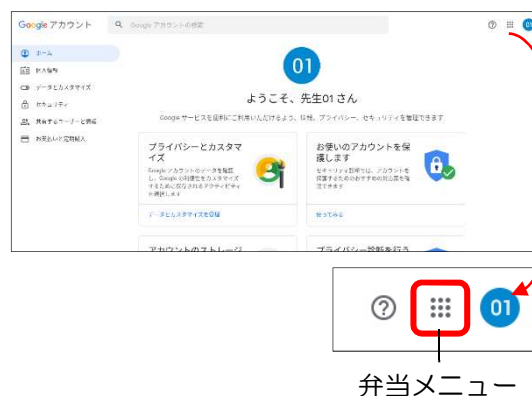 Google アカウント
Google アカウントの検索
01
ホーム
個人情報
データとカスタマイズ
セキュリティ
共有するユーザーと連絡
お支払いと定期購入
01
ようこそ、先生01 さん
Google サービスを便利にご利用いただけるよう、情報、プライバシー、セキュリティを管理できます
プライバシーとカスタマ
イズ
Google アカウントのデータを確認
し、Google の利便性をカスタマイズ
するために保存されるアクティビティ
を選択します
データとカスタマイズを管理
お使いのアカウントを保
護します
セキュリティ診断では、アカウントを
保護するためのおすすめの対応策を確
認できます
使ってみる
アカウントのストレージ
プライバシー診断を行う
01
弁当メニュー